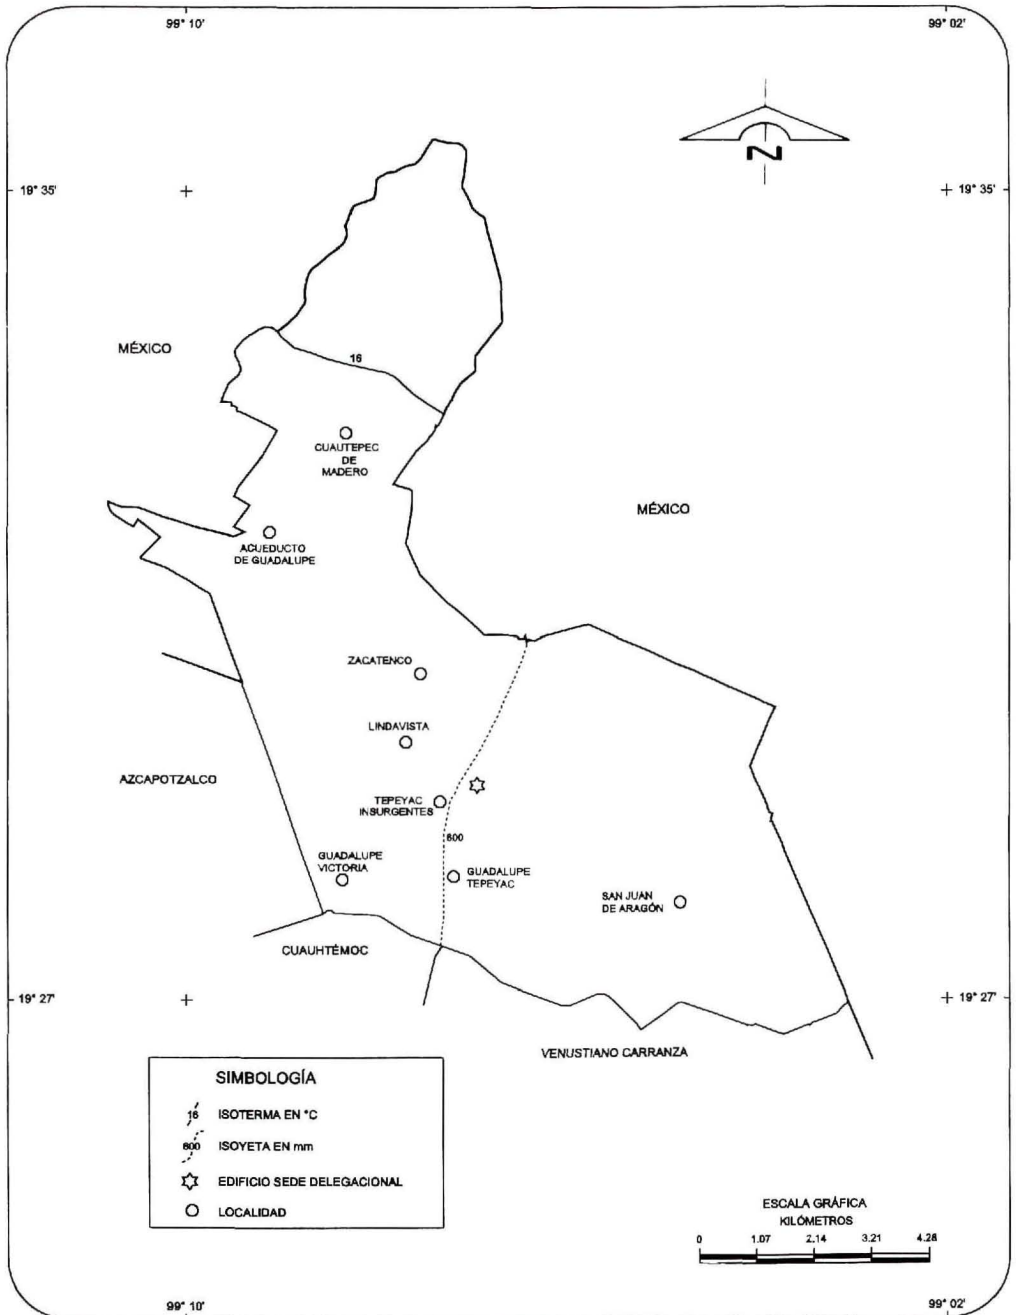 99° 10'
99° 02'
N
19° 35'
19° 35'
MÉXICO
16
CUAUTEPEC
DE
MADERO
MÉXICO
ACUEDUCTO
DE GUADALUPE
ZACATENCO
LINDAVISTA
AZCAPOTZALCO
TEPEYAC
INSURGENTES
600
GUADALUPE
VICTORIA
GUADALUPE
TEPEYAC
SAN JUAN
DE ARAGÓN
CUAUHTÉMOC
19° 27'
19° 27'
VENUSTIANO CARRANZA
SIMBOLOGÍA
16 ISOTERMA EN °C
600 ISOYETA EN mm
EDIFICIO SEDE DELEGACIONAL
LOCALIDAD
ESCALA GRÁFICA
KILÓMETROS
0 1.07 2.14 3.21 4.28
99° 10'
99° 02'